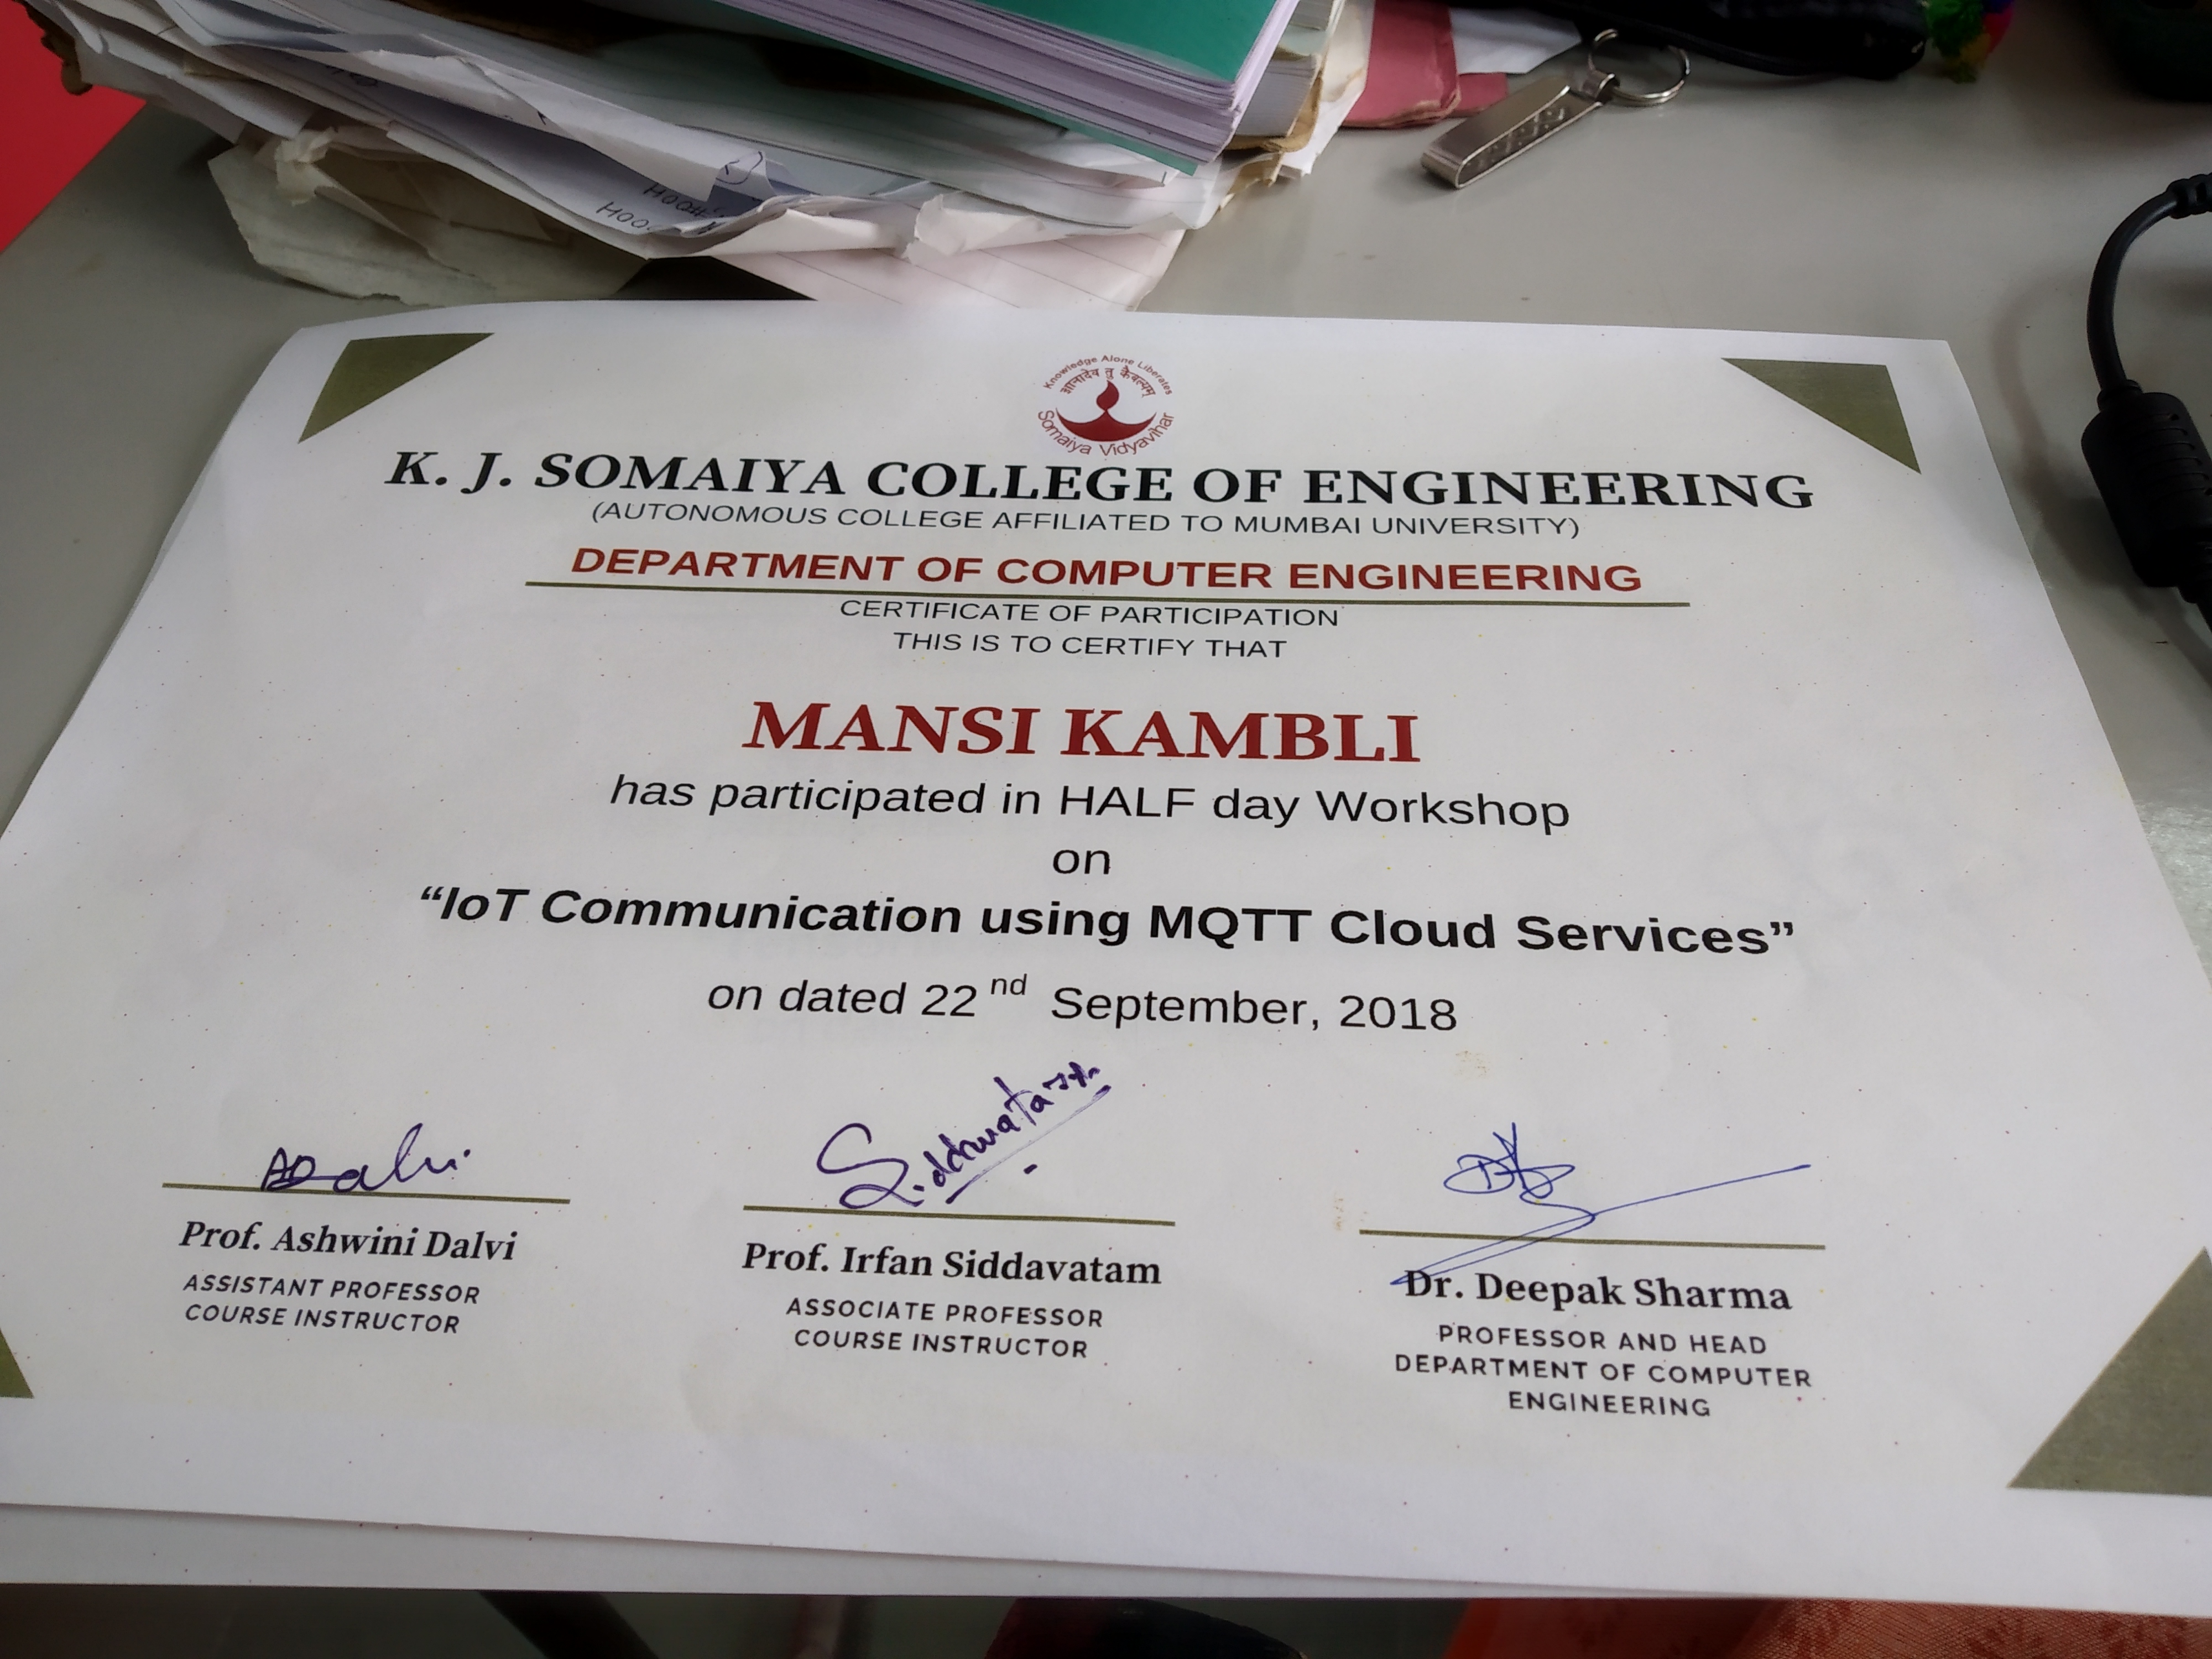 Knowledge Alone Liberates
ज्ञानादेव तु कैवल्यम्
Somaiya Vidyavihar
K. J. SOMAIYA COLLEGE OF ENGINEERING
(AUTONOMOUS COLLEGE AFFILIATED TO MUMBAI UNIVERSITY)
DEPARTMENT OF COMPUTER ENGINEERING
CERTIFICATE OF PARTICIPATION
THIS IS TO CERTIFY THAT
MANSI KAMBLI
has participated in HALF day Workshop
on
“IoT Communication using MQTT Cloud Services”
on dated 22 nd September, 2018
Prof. Ashwini Dalvi
ASSISTANT PROFESSOR
COURSE INSTRUCTOR
Prof. Irfan Siddavatam
ASSOCIATE PROFESSOR
COURSE INSTRUCTOR
Dr. Deepak Sharma
PROFESSOR AND HEAD
DEPARTMENT OF COMPUTER
ENGINEERING